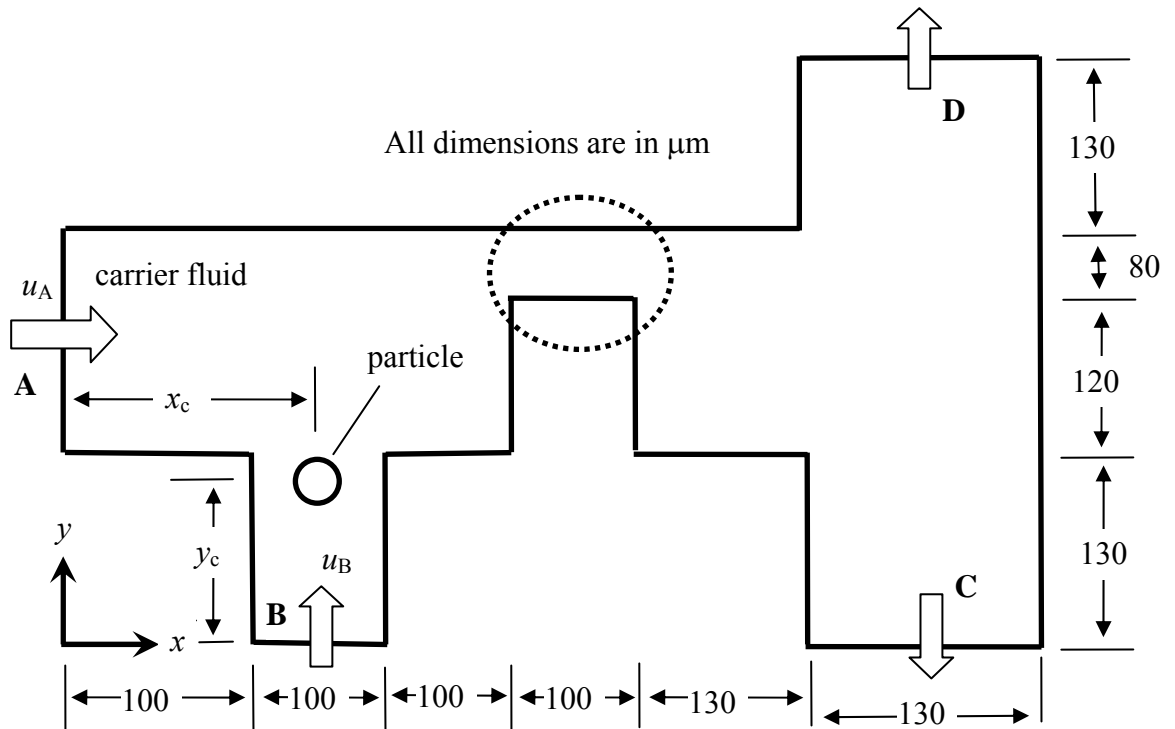 D
130
All dimensions are in μm
80
carrier fluid
u_A
A
particle
120
x_c
y
y_c
u_B
130
B
C
x
100
100
100
100
130
130